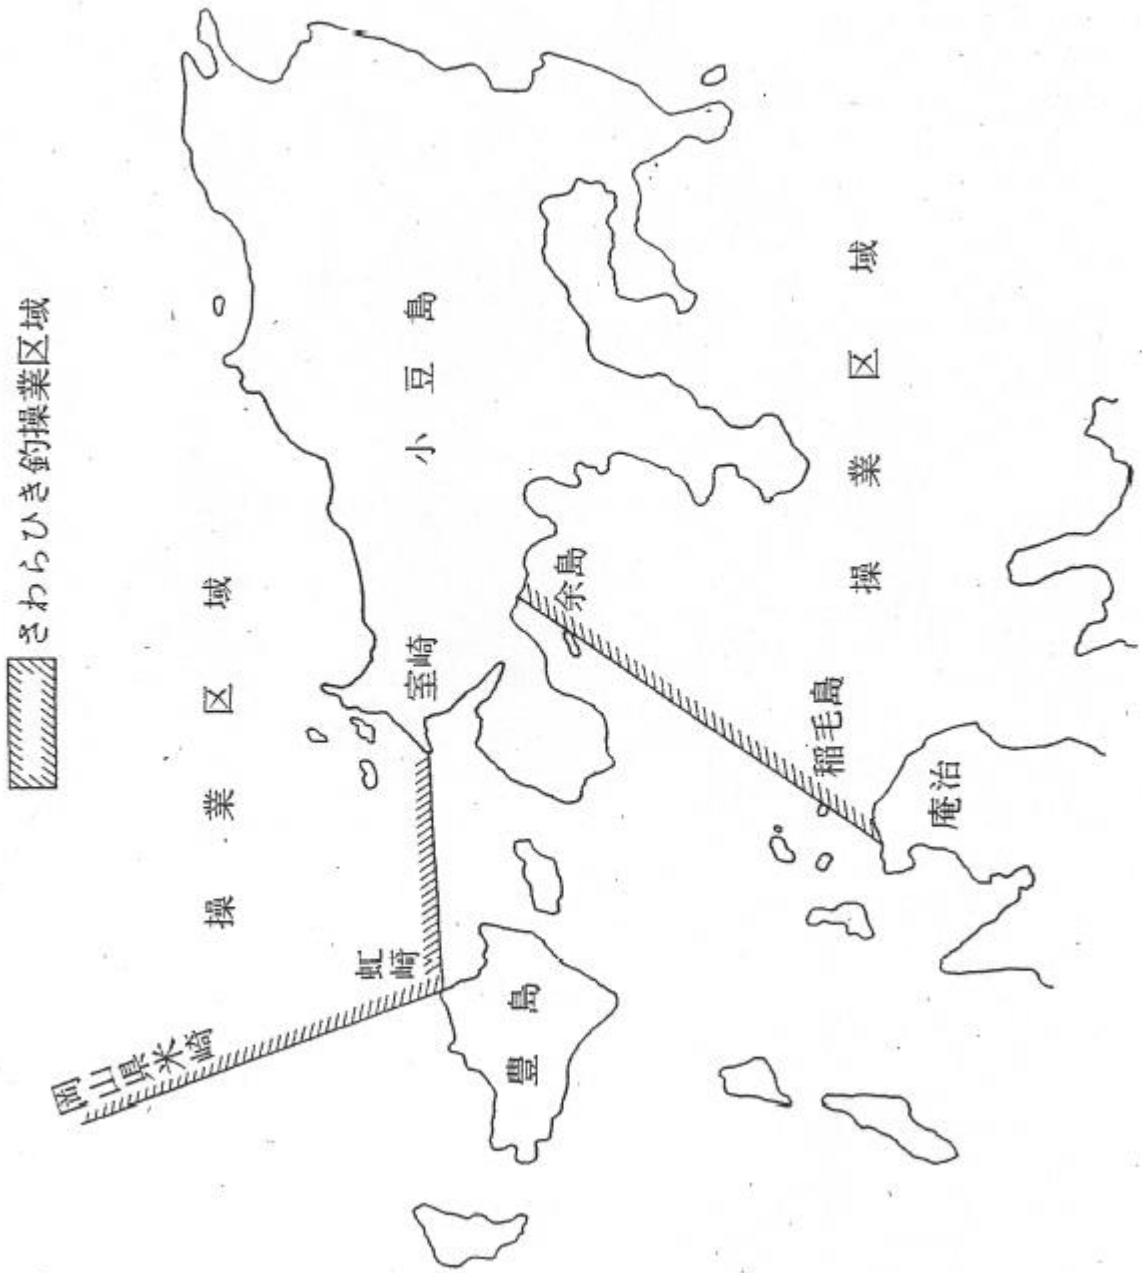 さわらひき釣操業区域
岡山県米崎
操業区域
虹崎
室崎
小豆島
豊島
余島
稲毛島
庵治
操業区域